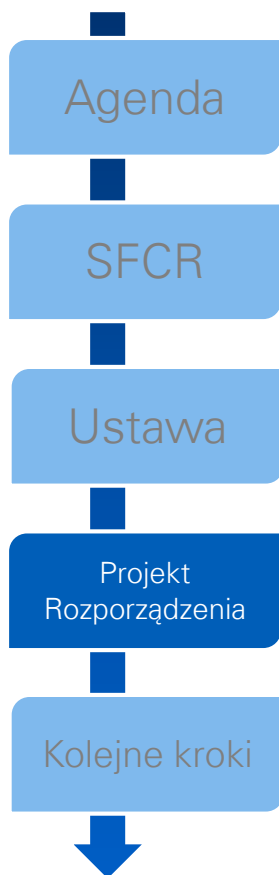 Agenda
SFCR
Ustawa
Projekt
Rozporządzenia
Kolejne kroki